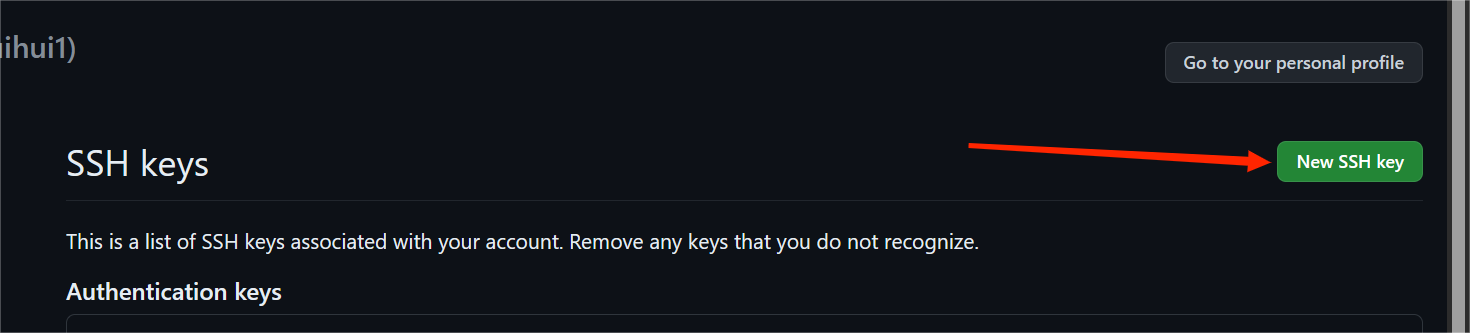 ihui1)
Go to your personal profile
SSH keys
New SSH key
This is a list of SSH keys associated with your account. Remove any keys that you do not recognize.
Authentication keys